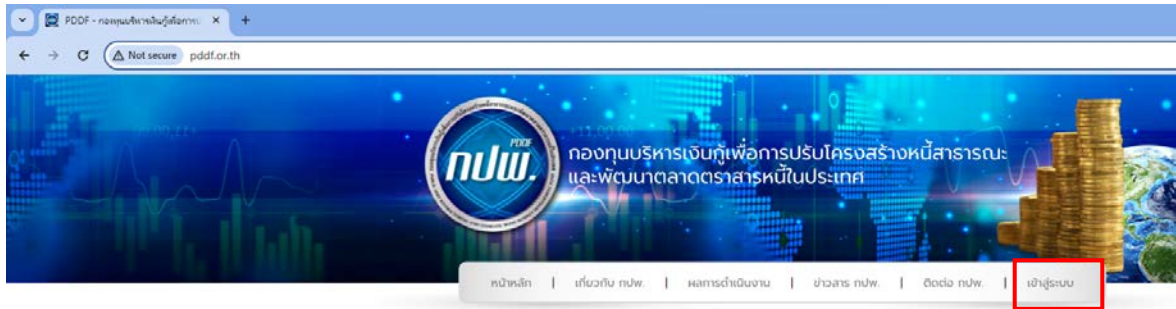 PDDF - กองทุนบริหารเงินกู้เพื่อการป
Not secure pddf.or.th
PDDF
กปพ.
กองทุนบริหารเงินกู้เพื่อการปรับโครงสร้างหนี้สาธารณะ
และพัฒนาตลาดตราสารหนี้ในประเทศ
หน้าหลัก | เกี่ยวกับ กปพ. | ผลการดำเนินงาน | ข่าวสาร กปพ. | ติดต่อ กปพ. | เข้าสู่ระบบ